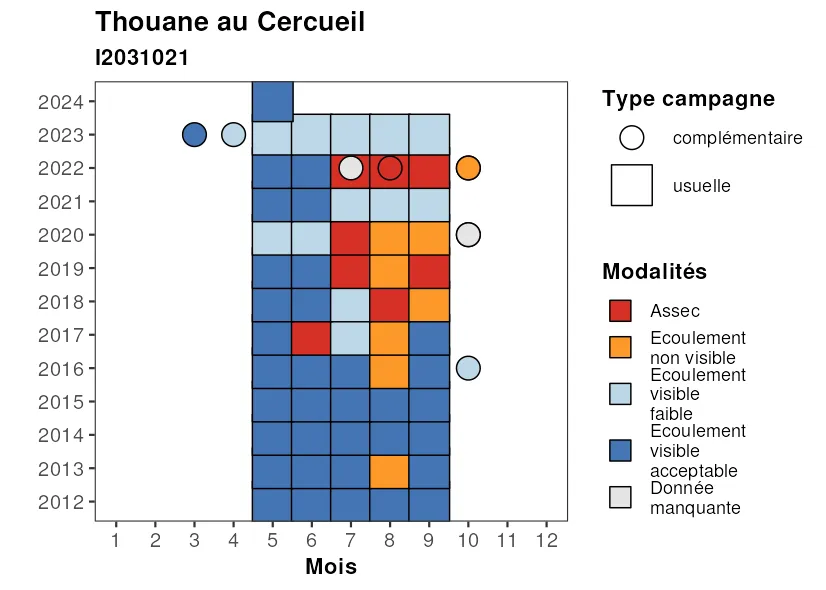 Thouane au Cercueil
I2031021
2024
2023
2022
2021
2020
2019
2018
2017
2016
2015
2014
2013
2012
1 2 3 4 5 6 7 8 9 10 11 12
Mois
Type campagne
complémentaire
usuelle
Modalités
Assec
Ecoulement
non visible
Ecoulement
visible
faible
Ecoulement
visible
acceptable
Donnée
manquante